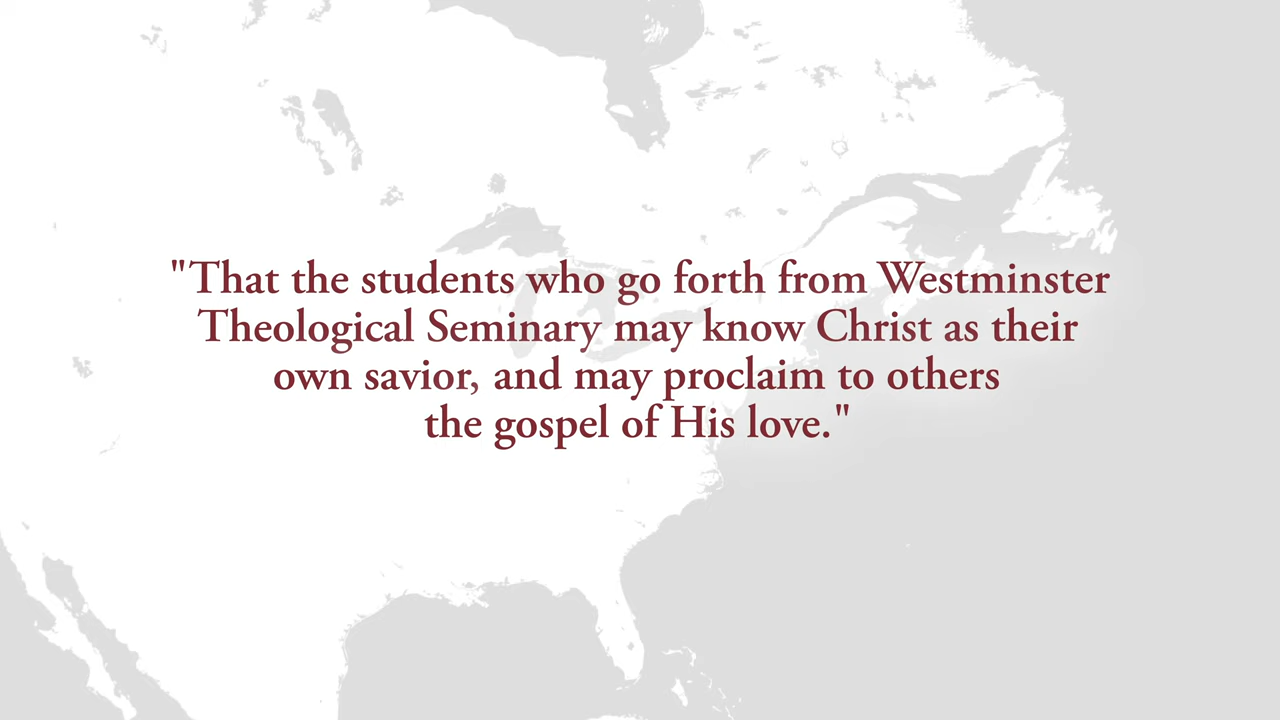 "That the students who go forth from Westminster
Theological Seminary may know Christ as their
own savior, and may proclaim to others
the gospel of His love."